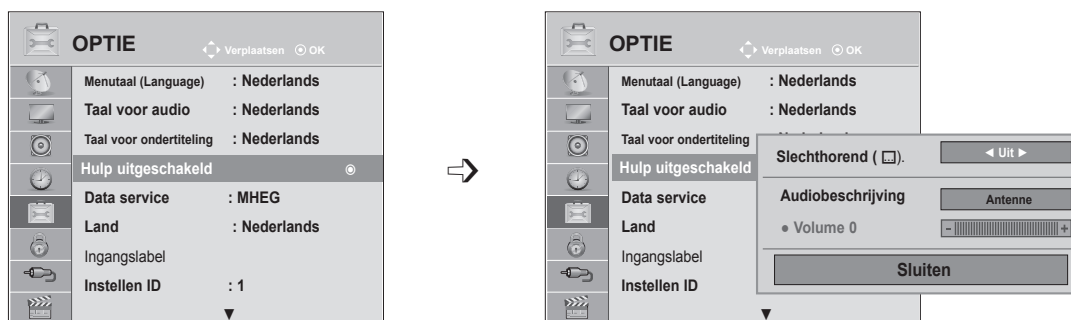 OPTIE
Verplaatsen OK
Menutaal (Language) : Nederlands
Taal voor audio : Nederlands
Taal voor ondertiteling : Nederlands
Hulp uitgeschakeld
Data service : MHEG
Land : Nederlands
Ingangslabel
Instellen ID : 1
▼
➩
OPTIE
Verplaatsen OK
Menutaal (Language) : Nederlands
Taal voor audio : Nederlands
Taal voor ondertiteling
Hulp uitgeschakeld
Data service
Land
Ingangslabel
Instellen ID
▼
Slechthorend ( ).
◄ Uit ►
Audiobeschrijving
Antenne
● Volume 0
- +
Sluiten